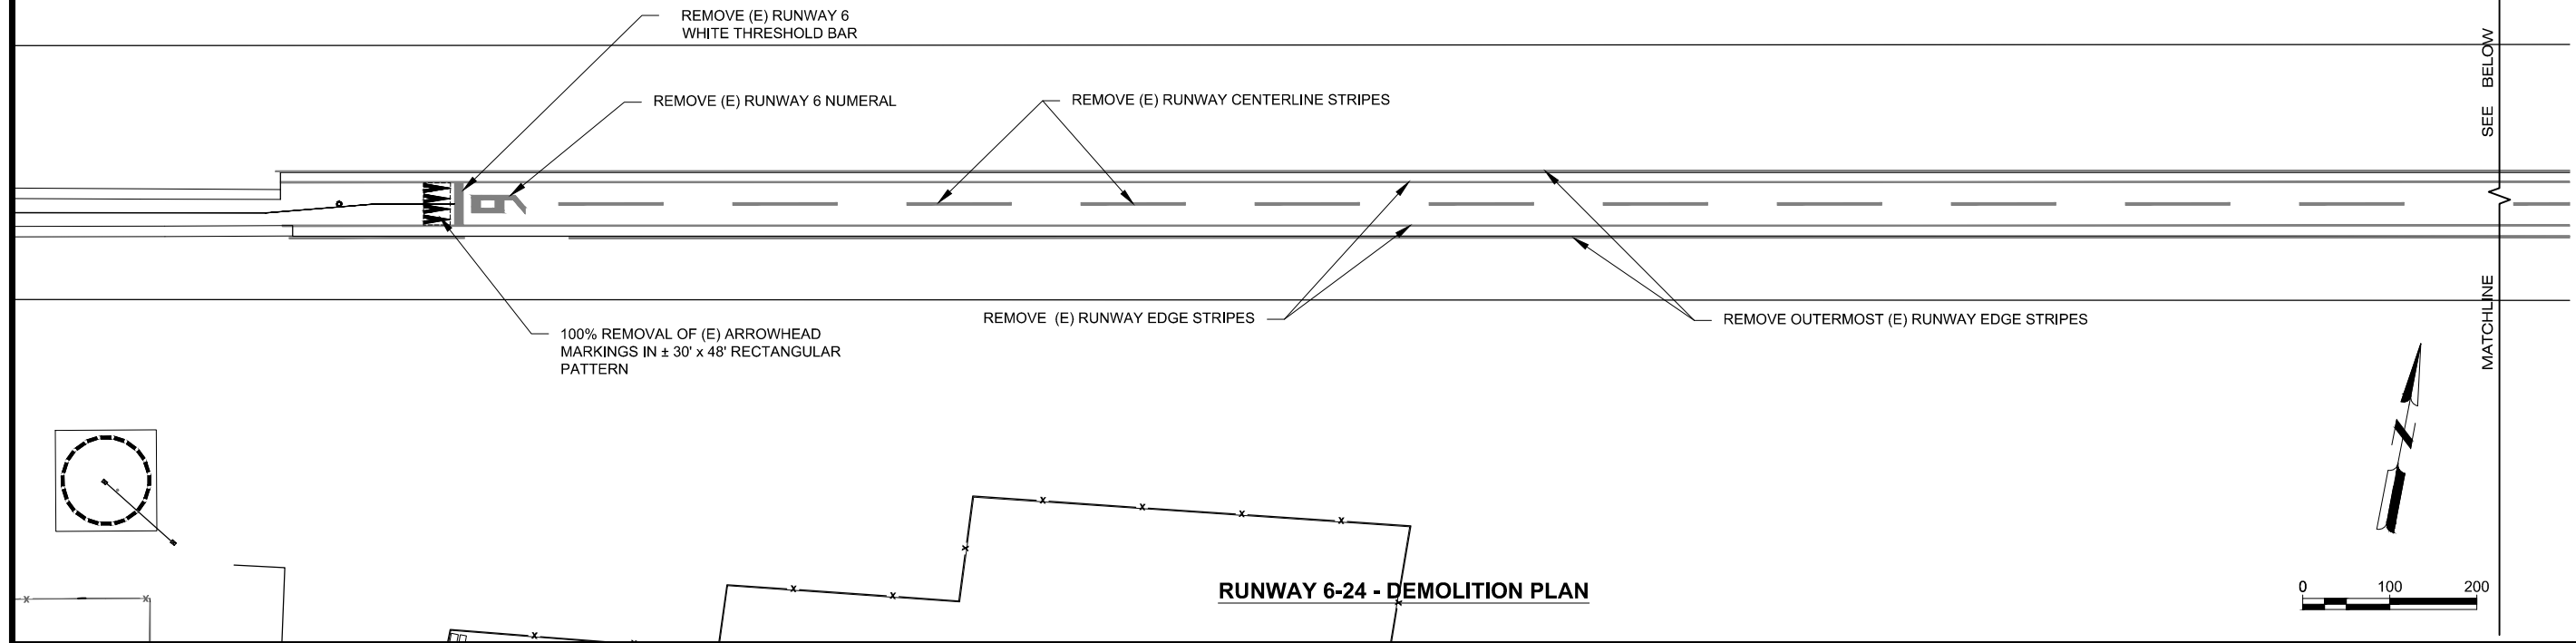 REMOVE (E) RUNWAY 6
WHITE THRESHOLD BAR
REMOVE (E) RUNWAY 6 NUMERAL
REMOVE (E) RUNWAY CENTERLINE STRIPES
SEE BELOW
MATCHLINE
6
REMOVE (E) RUNWAY EDGE STRIPES
REMOVE OUTERMOST (E) RUNWAY EDGE STRIPES
100% REMOVAL OF (E) ARROWHEAD
MARKINGS IN ± 30' x 48' RECTANGULAR
PATTERN
N
x x x x
x
x x
x
x x
x x
RUNWAY 6-24 - DEMOLITION PLAN
0 100 200